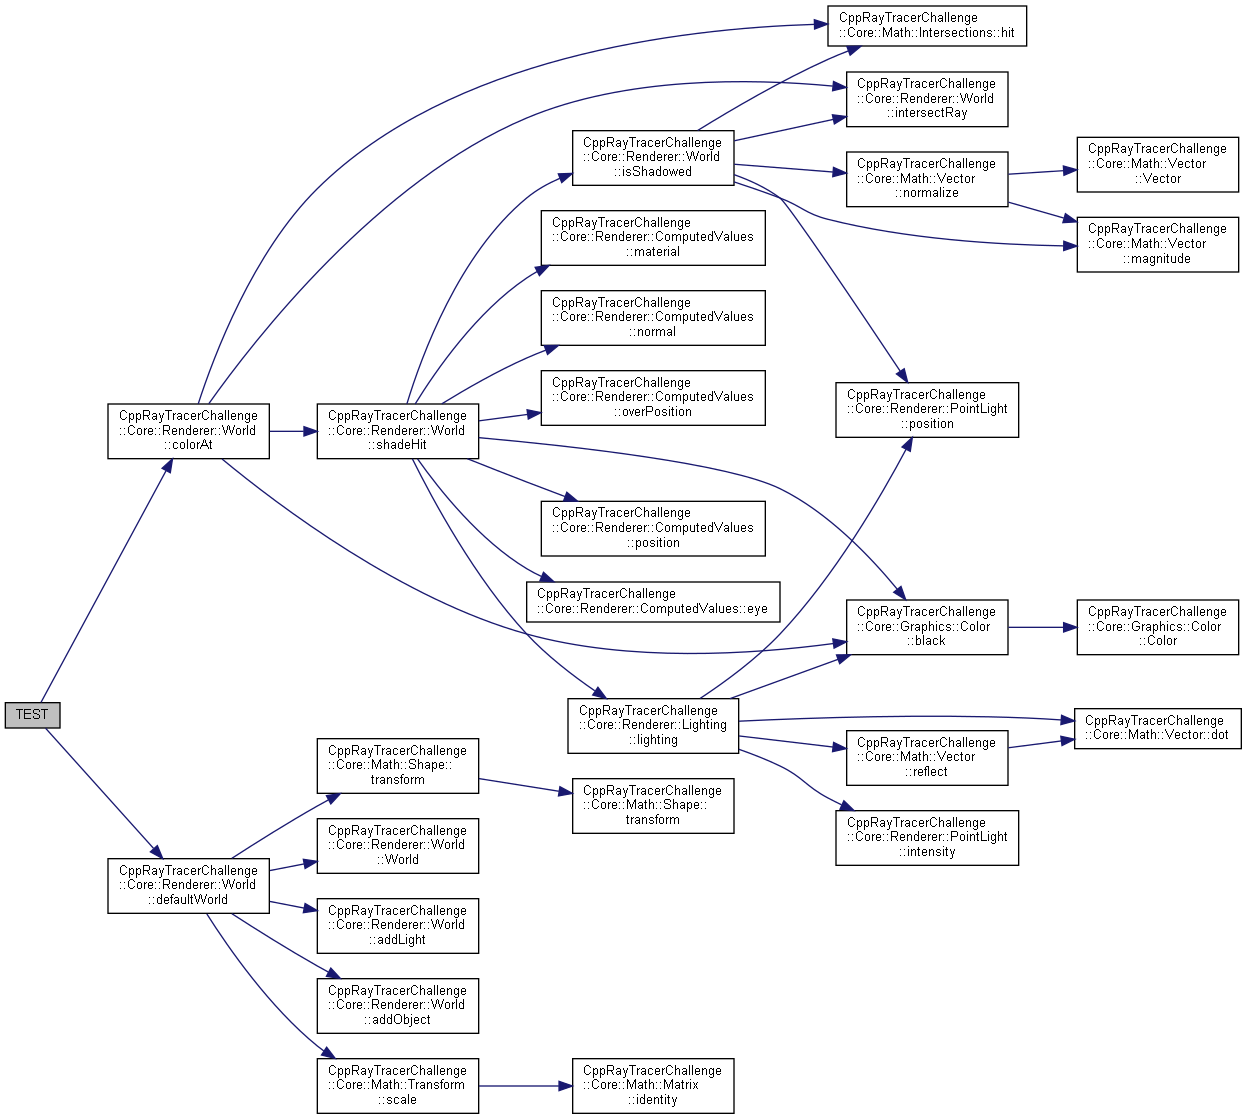 CppRayTracerChallenge
::Core::Math::Intersections::hit
CppRayTracerChallenge
::Core::Renderer::World
::intersectRay
CppRayTracerChallenge
::Core::Renderer::World
::isShadowed
CppRayTracerChallenge
::Core::Math::Vector
::normalize
CppRayTracerChallenge
::Core::Math::Vector
::Vector
CppRayTracerChallenge
::Core::Renderer::ComputedValues
::material
CppRayTracerChallenge
::Core::Math::Vector
::magnitude
CppRayTracerChallenge
::Core::Renderer::ComputedValues
::normal
CppRayTracerChallenge
::Core::Renderer::ComputedValues
::overPosition
CppRayTracerChallenge
::Core::Renderer::PointLight
::position
CppRayTracerChallenge
::Core::Renderer::World
::colorAt
CppRayTracerChallenge
::Core::Renderer::World
::shadeHit
CppRayTracerChallenge
::Core::Renderer::ComputedValues
::position
CppRayTracerChallenge
::Core::Renderer::ComputedValues::eye
CppRayTracerChallenge
::Core::Graphics::Color
::black
CppRayTracerChallenge
::Core::Graphics::Color
::Color
TEST
CppRayTracerChallenge
::Core::Renderer::Lighting
::lighting
CppRayTracerChallenge
::Core::Math::Vector::dot
CppRayTracerChallenge
::Core::Math::Vector
::reflect
CppRayTracerChallenge
::Core::Math::Shape::
transform
CppRayTracerChallenge
::Core::Math::Shape::
transform
CppRayTracerChallenge
::Core::Renderer::PointLight
::intensity
CppRayTracerChallenge
::Core::Renderer::World
::World
CppRayTracerChallenge
::Core::Renderer::World
::defaultWorld
CppRayTracerChallenge
::Core::Renderer::World
::addLight
CppRayTracerChallenge
::Core::Renderer::World
::addObject
CppRayTracerChallenge
::Core::Math::Transform
::scale
CppRayTracerChallenge
::Core::Math::Matrix
::identity